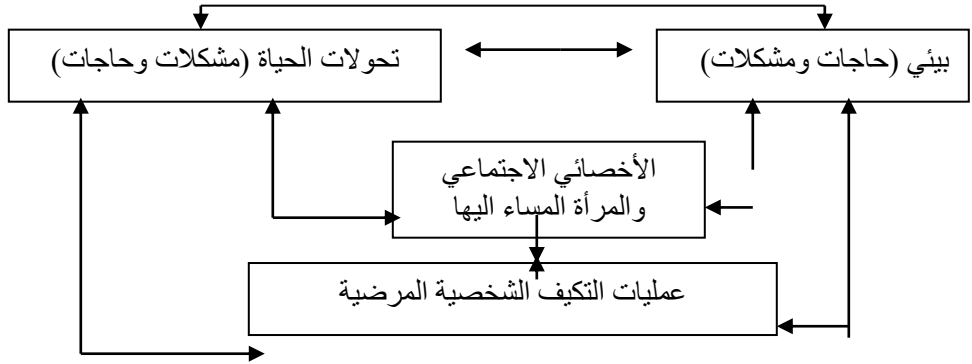 بيئي (حاجات ومشكلات)
تحولات الحياة (مشكلات وحاجات)
الأخصائي الاجتماعي
والمرأة المساء اليها
عمليات التكيف الشخصية المرضية